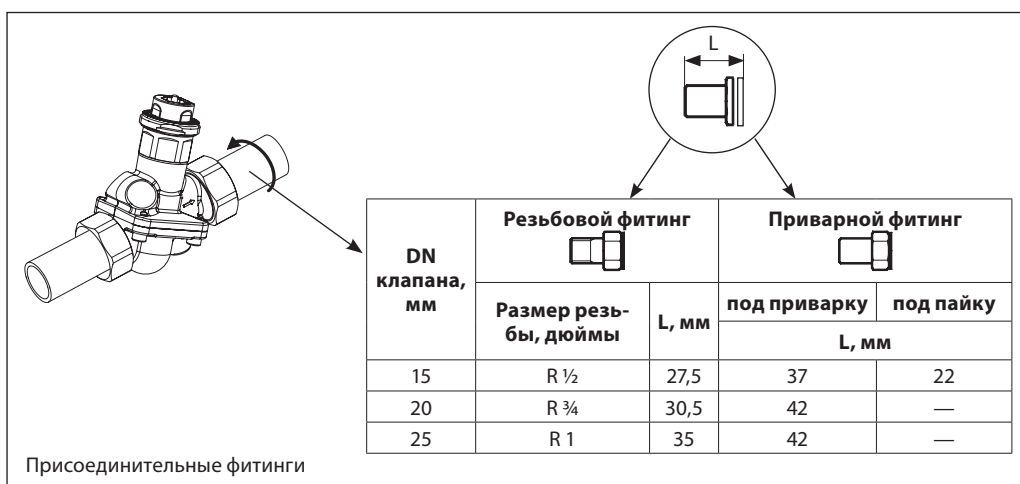 L
DN
клапана,
мм
Резьбовой фитинг
Приварной фитинг
Размер резь-
бы, дюймы
L, мм
под приварку
под пайку
L, мм
15 R ½ 27,5 37 22
20 R ¾ 30,5 42 —
25 R 1 35 42 —
Присоединительные фитинги